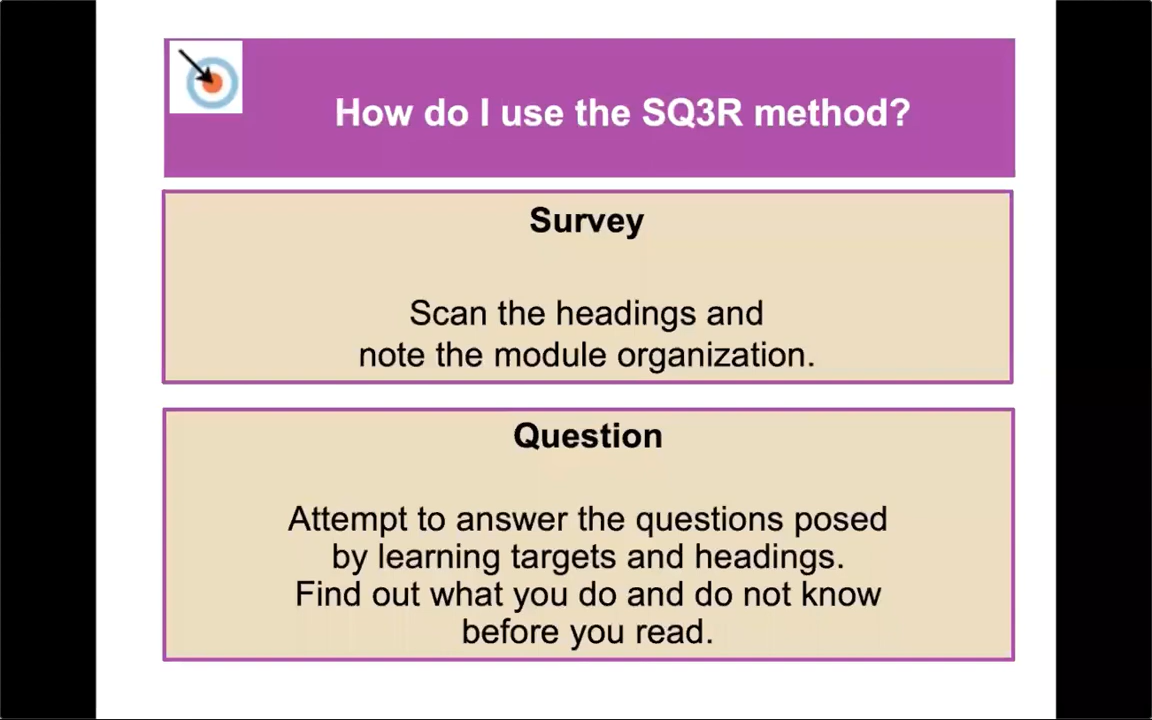 How do I use the SQ3R method?
Survey
Scan the headings and
note the module organization.
Question
Attempt to answer the questions posed
by learning targets and headings.
Find out what you do and do not know
before you read.